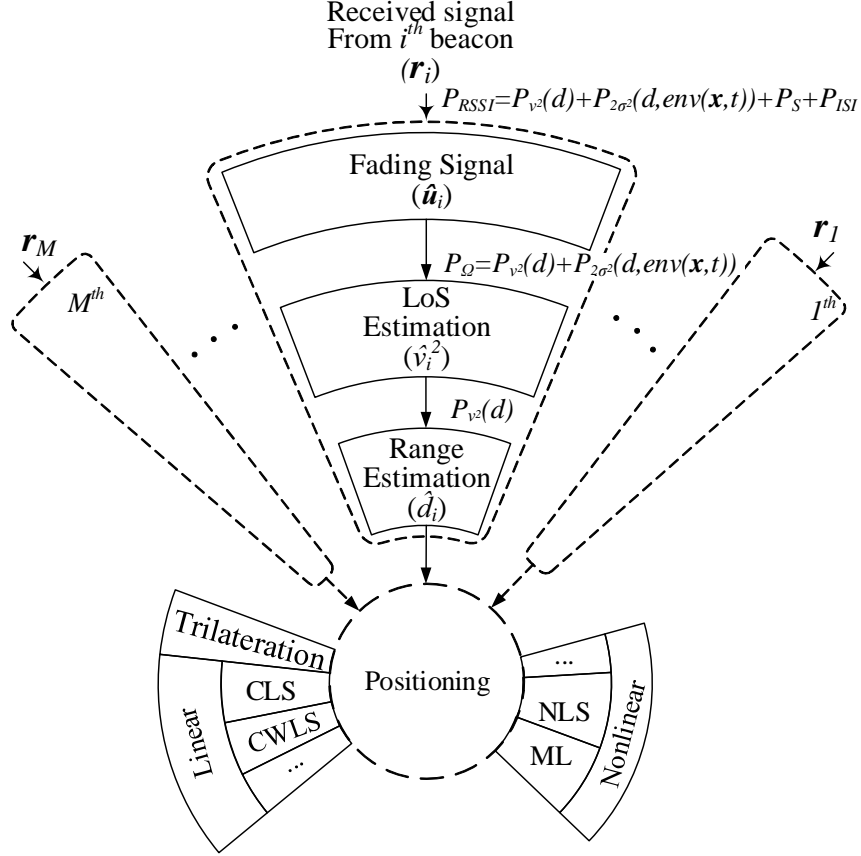 Received signal
From i^th beacon
(r_i)
P_RSSI=P_v²(d)+P_2σ²(d,env(x,t))+P_S+P_ISI
Fading Signal
(û_i)
r_M
r_1
P_Ω=P_v²(d)+P_2σ²(d,env(x,t))
M^th
1^th
LoS
Estimation
(v̂_i²)
P_v²(d)
Range
Estimation
(d̂_i)
Trilateration
Positioning
Linear
CLS
CWLS
...
...
NLS
ML
Nonlinear